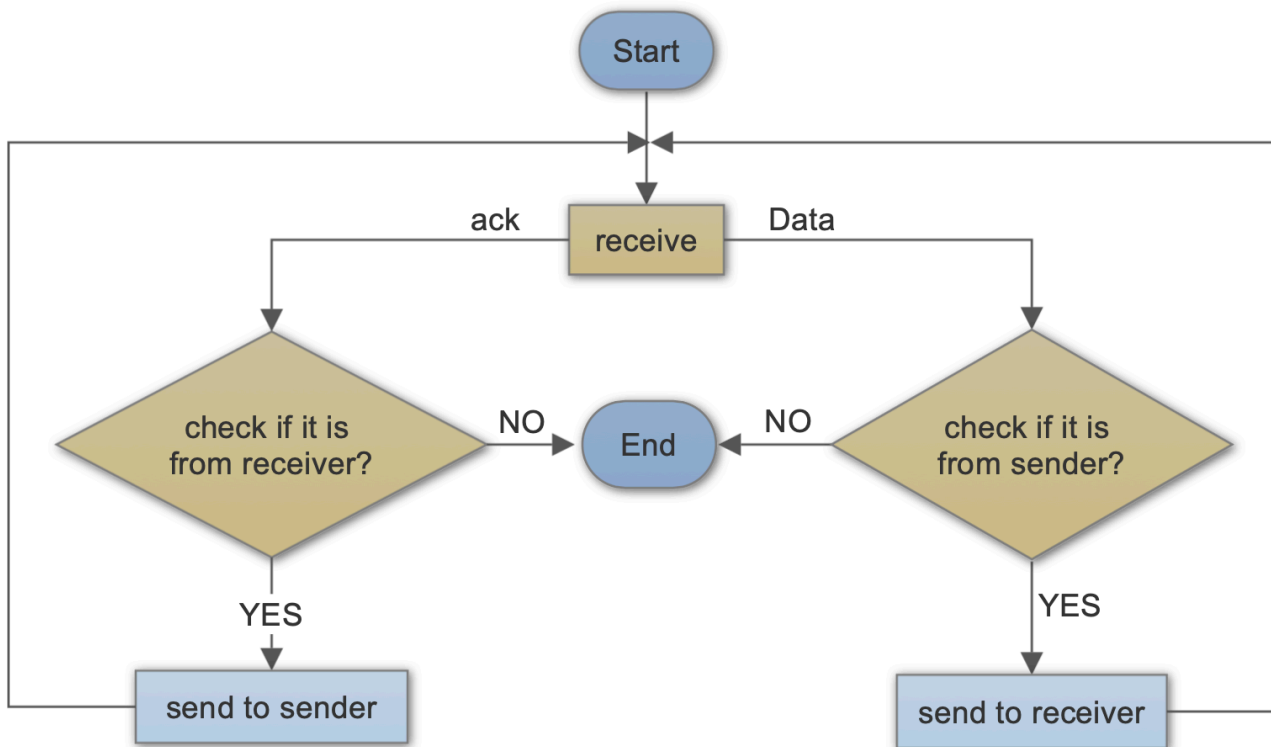 Start
ack
Data
receive
check if it is
from receiver?
NO
End
NO
check if it is
from sender?
YES
YES
send to sender
send to receiver